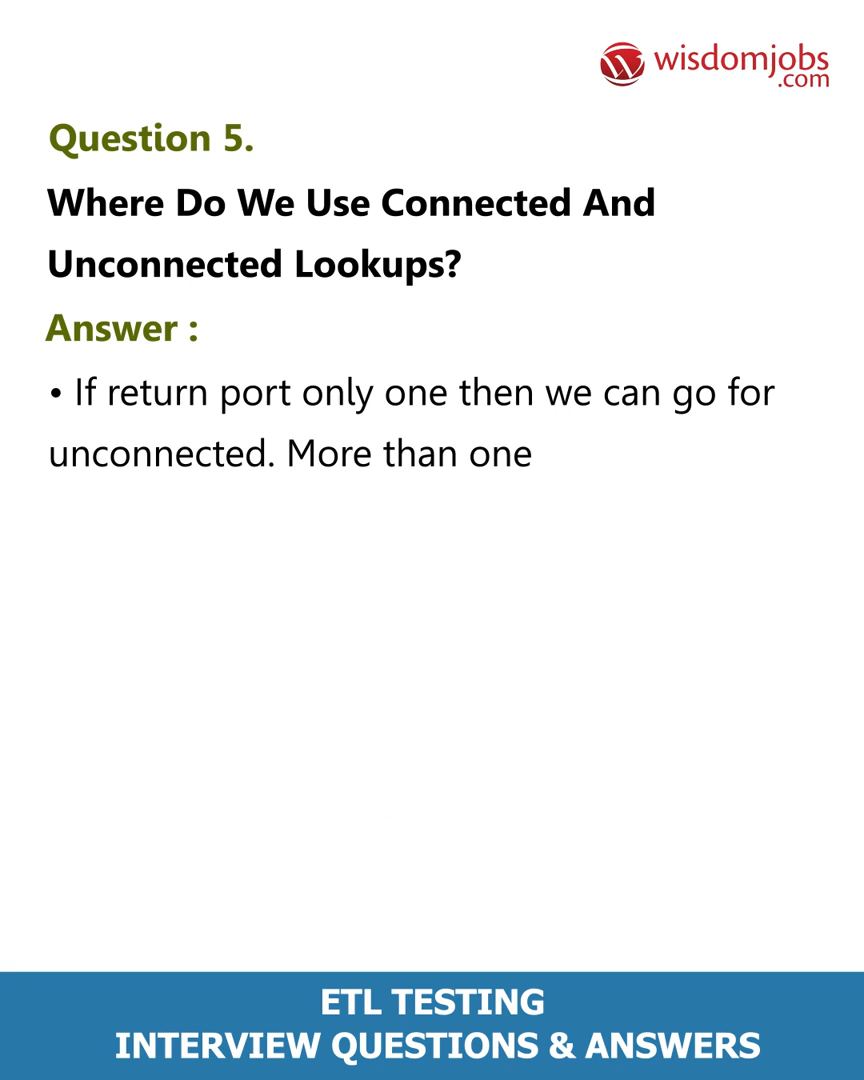 wisdomjobs
.com
Question 5.
Where Do We Use Connected And
Unconnected Lookups?
Answer :
• If return port only one then we can go for
unconnected. More than one
ETL TESTING
INTERVIEW QUESTIONS & ANSWERS